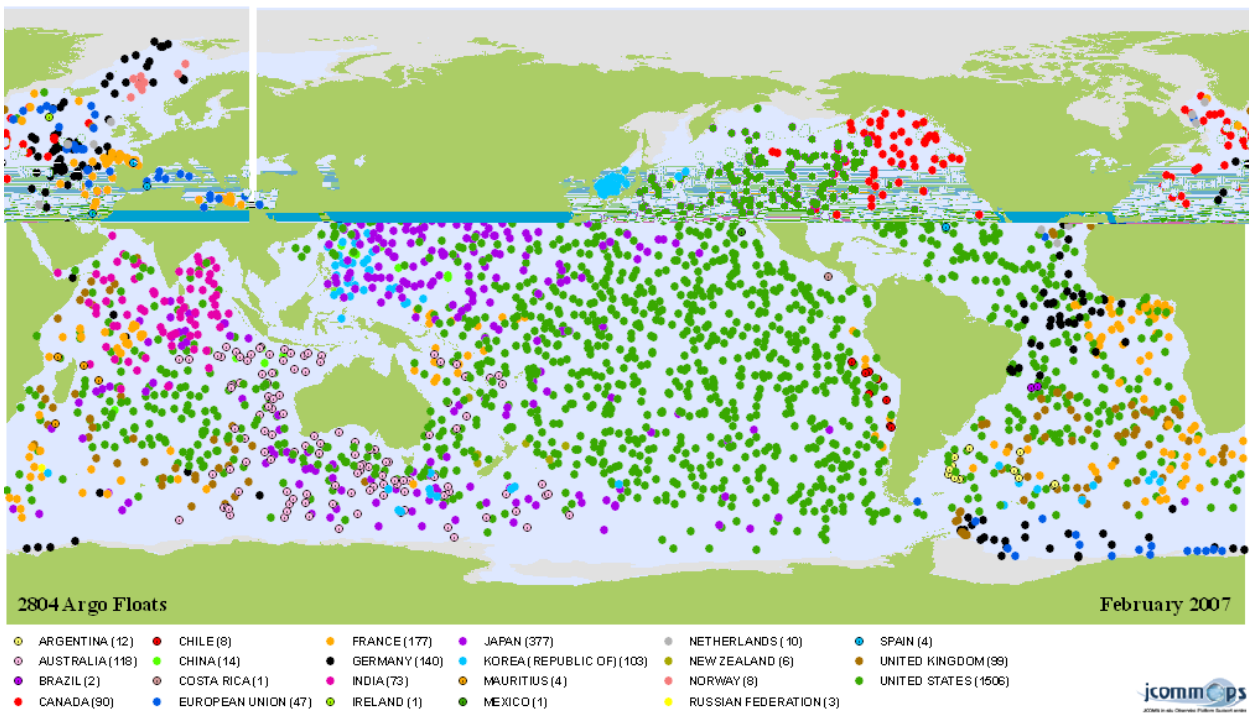 2804 Argo Floats
February 2007
ARGENTINA (12)
AUSTRALIA (118)
BRAZIL (2)
CANADA (90)
CHILE (8)
CHINA (14)
COSTA RICA (1)
EUROPEAN UNION (47)
FRANCE (177)
GERMANY (140)
INDIA (73)
IRELAND (1)
JAPAN (377)
KOREA (REPUBLIC OF) (103)
MAURITIUS (4)
MEXICO (1)
NETHERLANDS (10)
NEW ZEALAND (6)
NORWAY (8)
RUSSIAN FEDERATION (3)
SPAIN (4)
UNITED KINGDOM (99)
UNITED STATES (1506)
jcommops